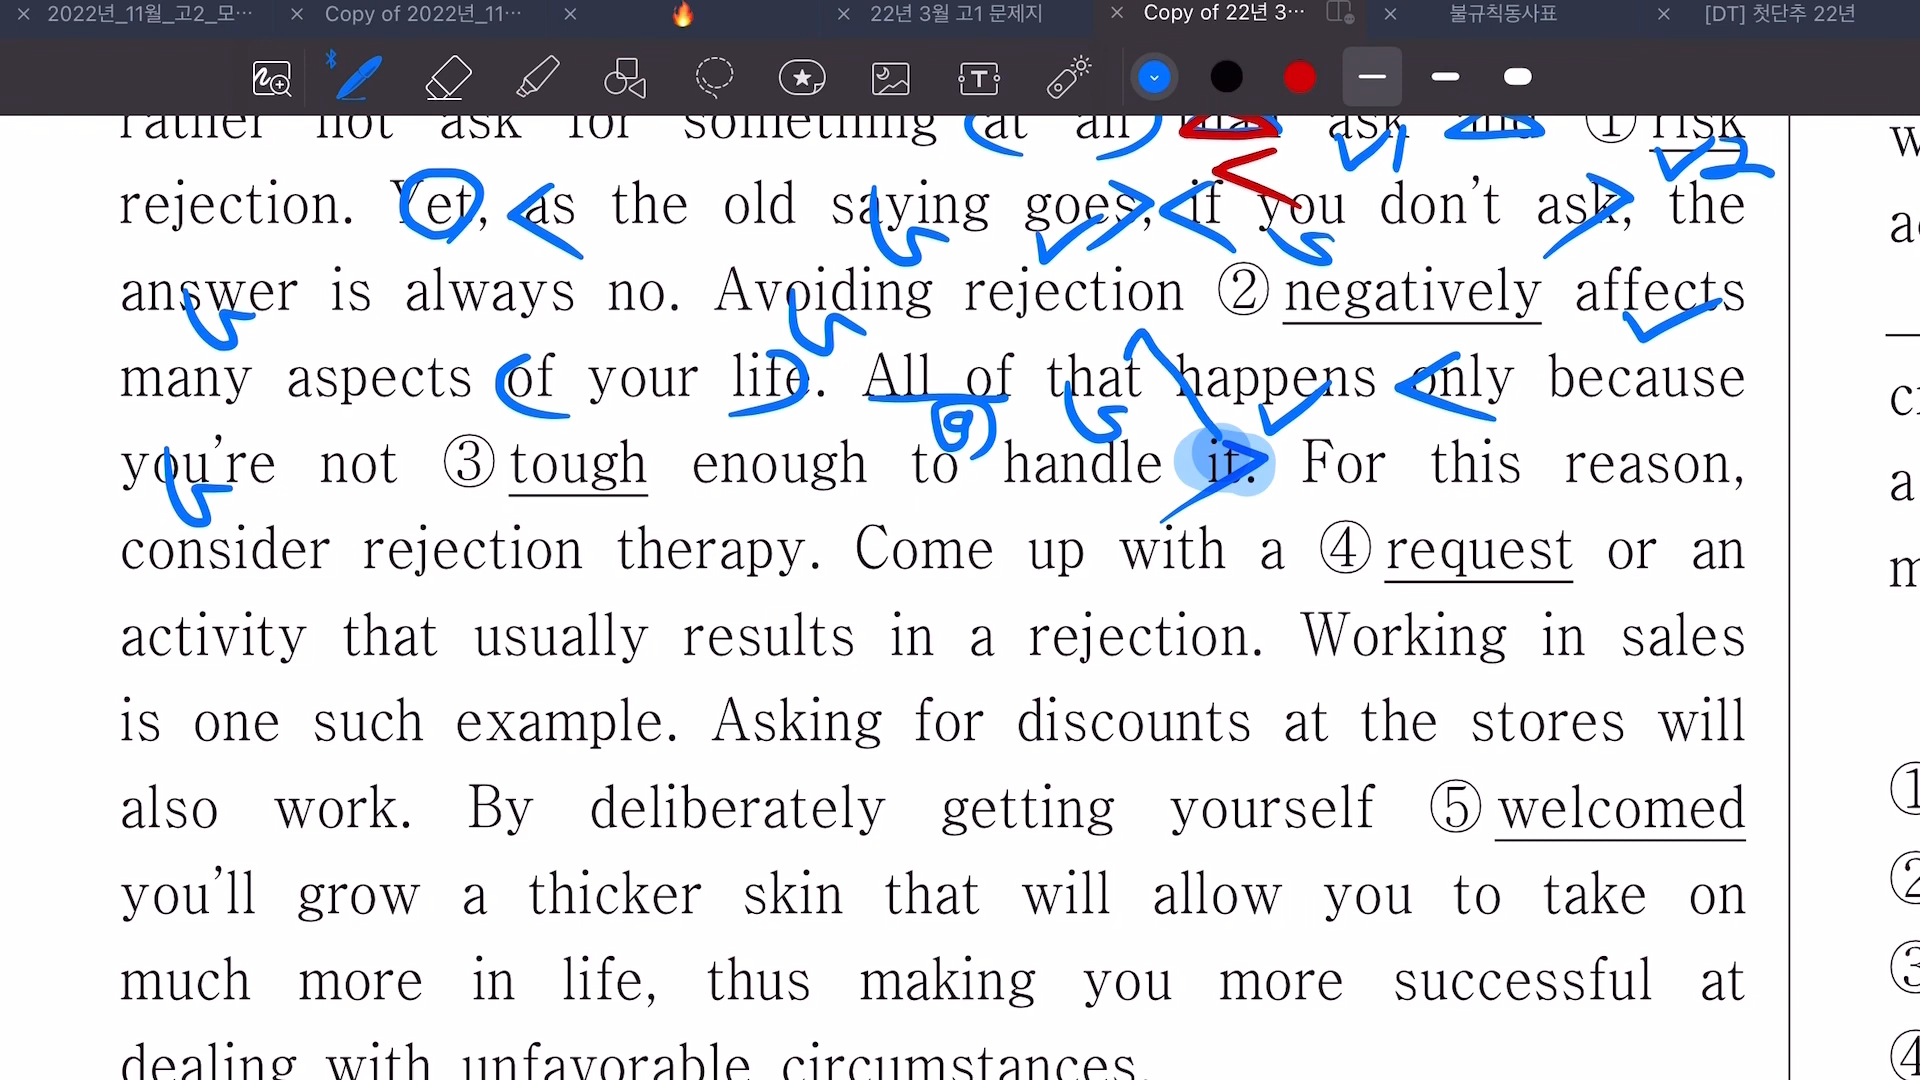 2022년_11월_고2_모…
Copy of 2022년_11…
22년 3월 고1 문제지
Copy of 22년 3…
불규칙동사표
[DT] 첫단추 22년
rather not ask for something at all than ask and ① risk
rejection. Yet, as the old saying goes, if you don't ask, the
answer is always no. Avoiding rejection ② negatively affects
many aspects of your life. All of that happens only because
you're not ③ tough enough to handle it. For this reason,
consider rejection therapy. Come up with a ④ request or an
activity that usually results in a rejection. Working in sales
is one such example. Asking for discounts at the stores will
also work. By deliberately getting yourself ⑤ welcomed
you'll grow a thicker skin that will allow you to take on
much more in life, thus making you more successful at
dealing with unfavorable circumstances.